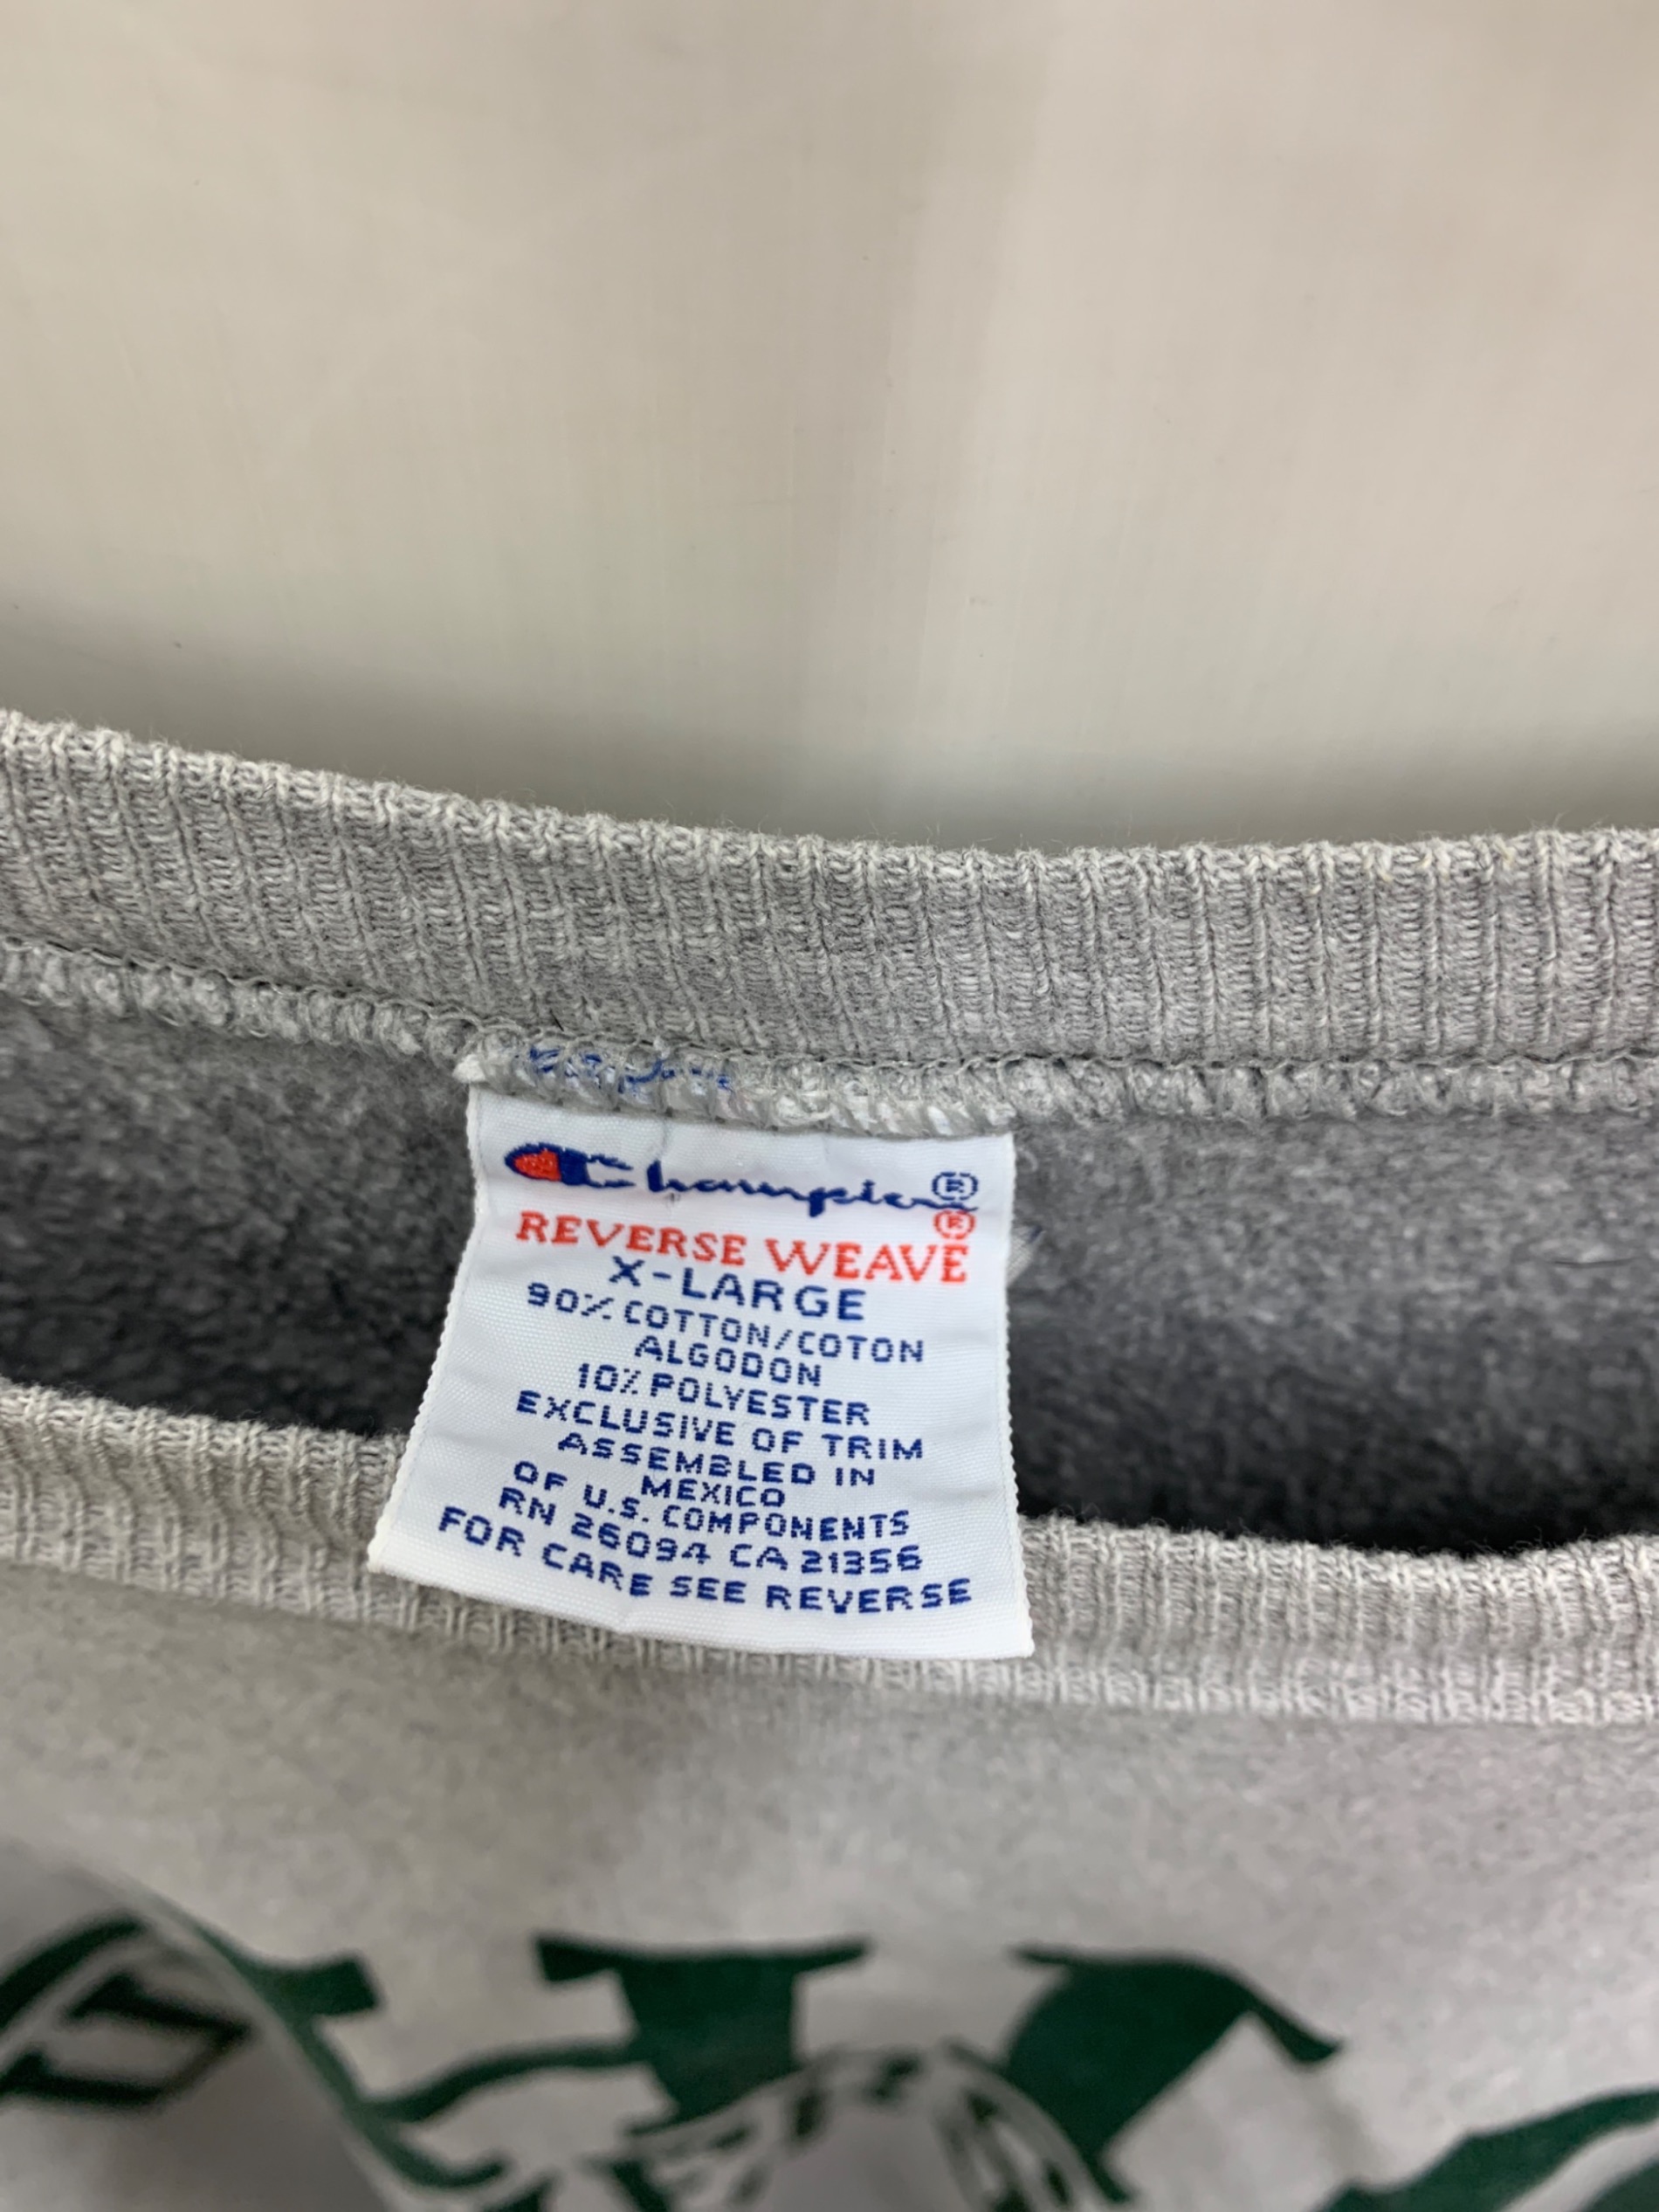 Champion®
REVERSE WEAVE®
X-LARGE
90% COTTON/COTON
ALGODON
10% POLYESTER
EXCLUSIVE OF TRIM
ASSEMBLED IN
MEXICO
OF U.S. COMPONENTS
RN 26094 CA 21356
FOR CARE SEE REVERSE